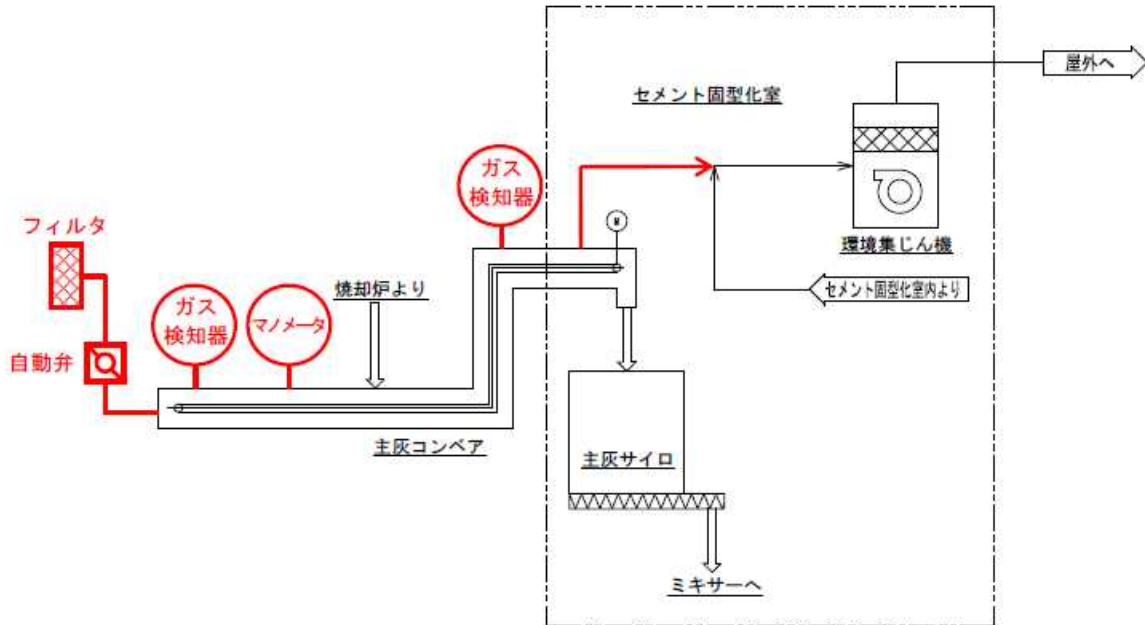 屋外へ
セメント固型化室
ガス
検知器
M
フィルタ
環境集じん機
焼却炉より
セメント固型化室内より
ガス
検知器
マノメータ
自動弁
主灰コンベア
主灰サイロ
ミキサーへ